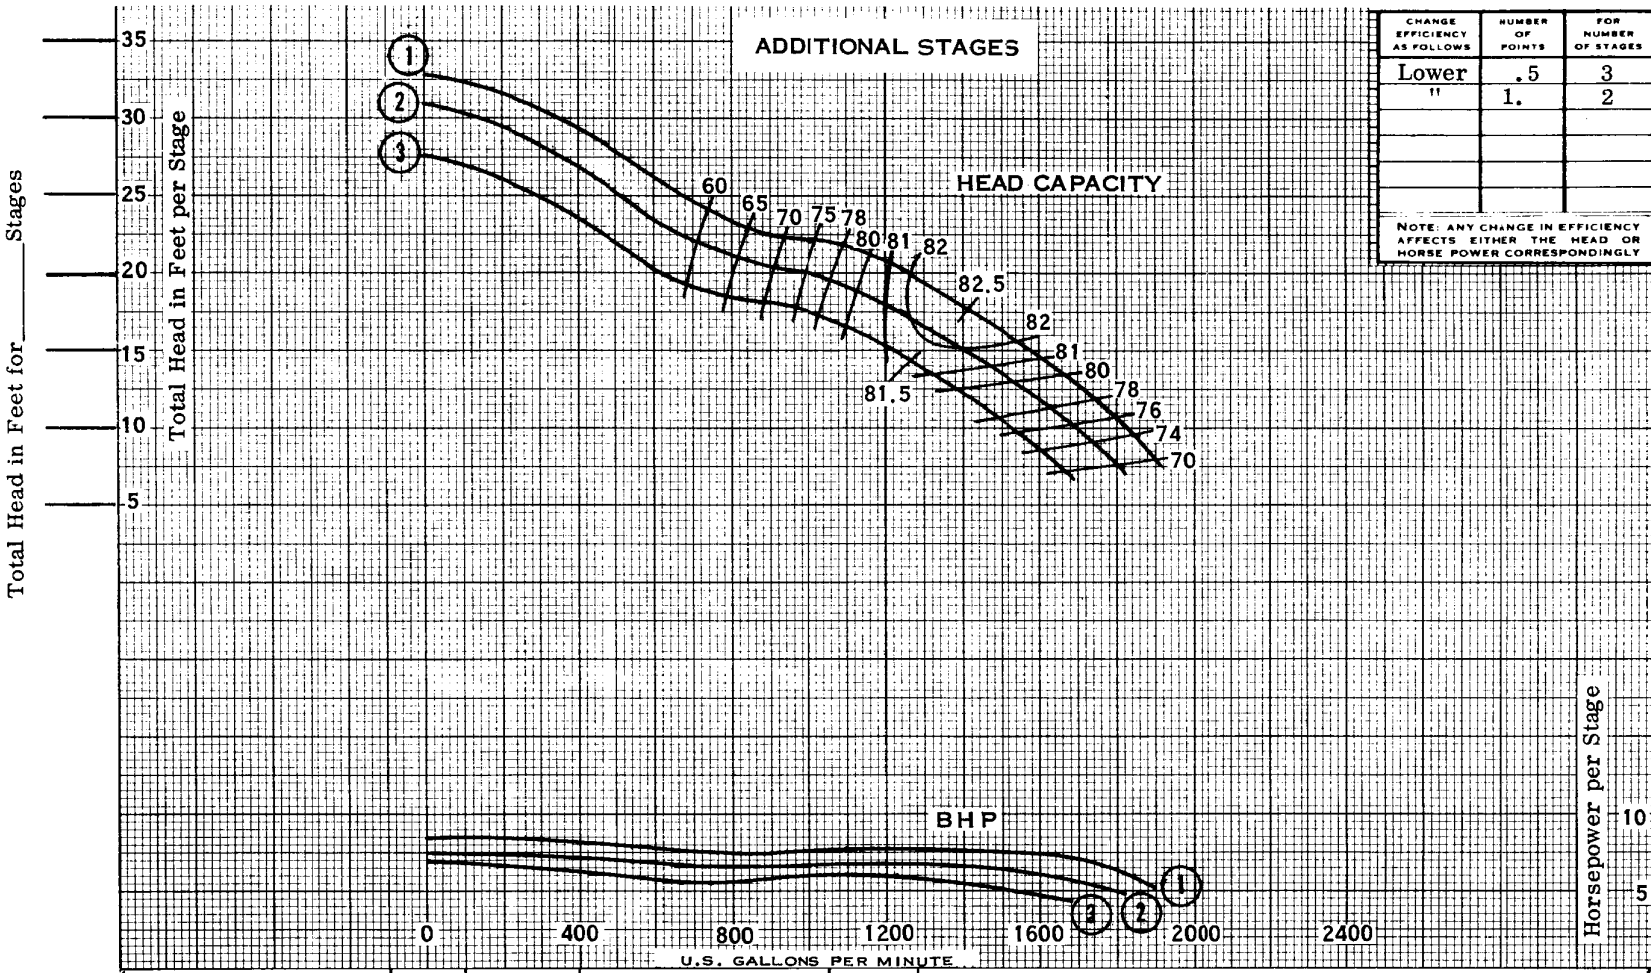 ADDITIONAL STAGES
CHANGE EFFICIENCY AS FOLLOWS
NUMBER OF POINTS
FOR NUMBER OF STAGES
Lower .5 3
" 1. 2
NOTE: ANY CHANGE IN EFFICIENCY
AFFECTS EITHER THE HEAD OR
HORSE POWER CORRESPONDINGLY
Total Head in Feet for ______ Stages
35
30
25
20
15
10
5
Total Head in Feet per Stage
1
2
3
HEAD CAPACITY
60
65
70
75
78
80
81
82
82.5
82
81
80
78
76
74
70
81.5
BHP
1
2
3
Horsepower per Stage
10
5
0 400 800 1200 1600 2000 2400
U.S. GALLONS PER MINUTE